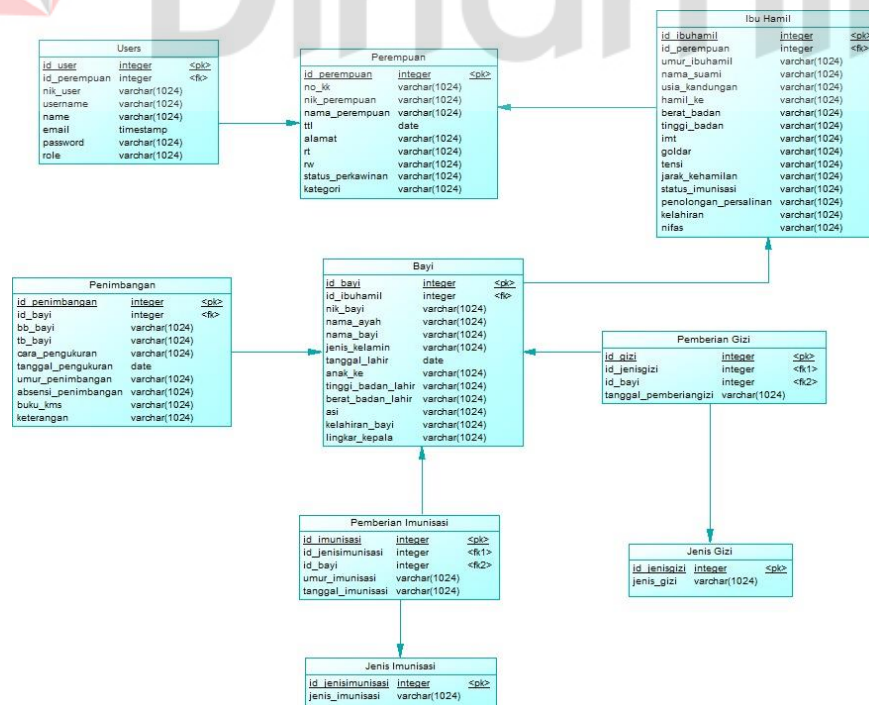 Dinami
Users
id_user integer <pk>
id_perempuan integer <fk>
nik_user varchar(1024)
username varchar(1024)
name varchar(1024)
email timestamp
password varchar(1024)
role varchar(1024)
Perempuan
id_perempuan integer <pk>
no_kk varchar(1024)
nik_perempuan varchar(1024)
nama_perempuan varchar(1024)
ttl date
alamat varchar(1024)
rt varchar(1024)
rw varchar(1024)
status_perkawinan varchar(1024)
kategori varchar(1024)
Ibu Hamil
id_ibuhamil integer <pk>
id_perempuan integer <fk>
umur_ibuhamil varchar(1024)
nama_suami varchar(1024)
usia_kandungan varchar(1024)
hamil_ke varchar(1024)
berat_badan varchar(1024)
tinggi_badan varchar(1024)
imt varchar(1024)
goldar varchar(1024)
tensi varchar(1024)
jarak_kehamilan varchar(1024)
status_imunisasi varchar(1024)
penolongan_persalinan varchar(1024)
kelahiran varchar(1024)
nifas varchar(1024)
Penimbangan
id_penimbangan integer <pk>
id_bayi integer <fk>
bb_bayi varchar(1024)
tb_bayi varchar(1024)
cara_pengukuran varchar(1024)
tanggal_pengukuran date
umur_penimbangan varchar(1024)
absensi_penimbangan varchar(1024)
buku_kms varchar(1024)
keterangan varchar(1024)
Bayi
id_bayi integer <pk>
id_ibuhamil integer <fk>
nik_bayi varchar(1024)
nama_ayah varchar(1024)
nama_bayi varchar(1024)
jenis_kelamin varchar(1024)
tanggal_lahir date
anak_ke varchar(1024)
tinggi_badan_lahir varchar(1024)
berat_badan_lahir varchar(1024)
asi varchar(1024)
kelahiran_bayi varchar(1024)
lingkar_kepala varchar(1024)
Pemberian Gizi
id_gizi integer <pk>
id_jenisgizi integer <fk1>
id_bayi integer <fk2>
tanggal_pemberiangizi varchar(1024)
Pemberian Imunisasi
id_imunisasi integer <pk>
id_jenisimunisasi integer <fk1>
id_bayi integer <fk2>
umur_imunisasi varchar(1024)
tanggal_imunisasi varchar(1024)
Jenis Gizi
id_jenisgizi integer <pk>
jenis_gizi varchar(1024)
Jenis Imunisasi
id_jenisimunisasi integer <pk>
jenis_imunisasi varchar(1024)